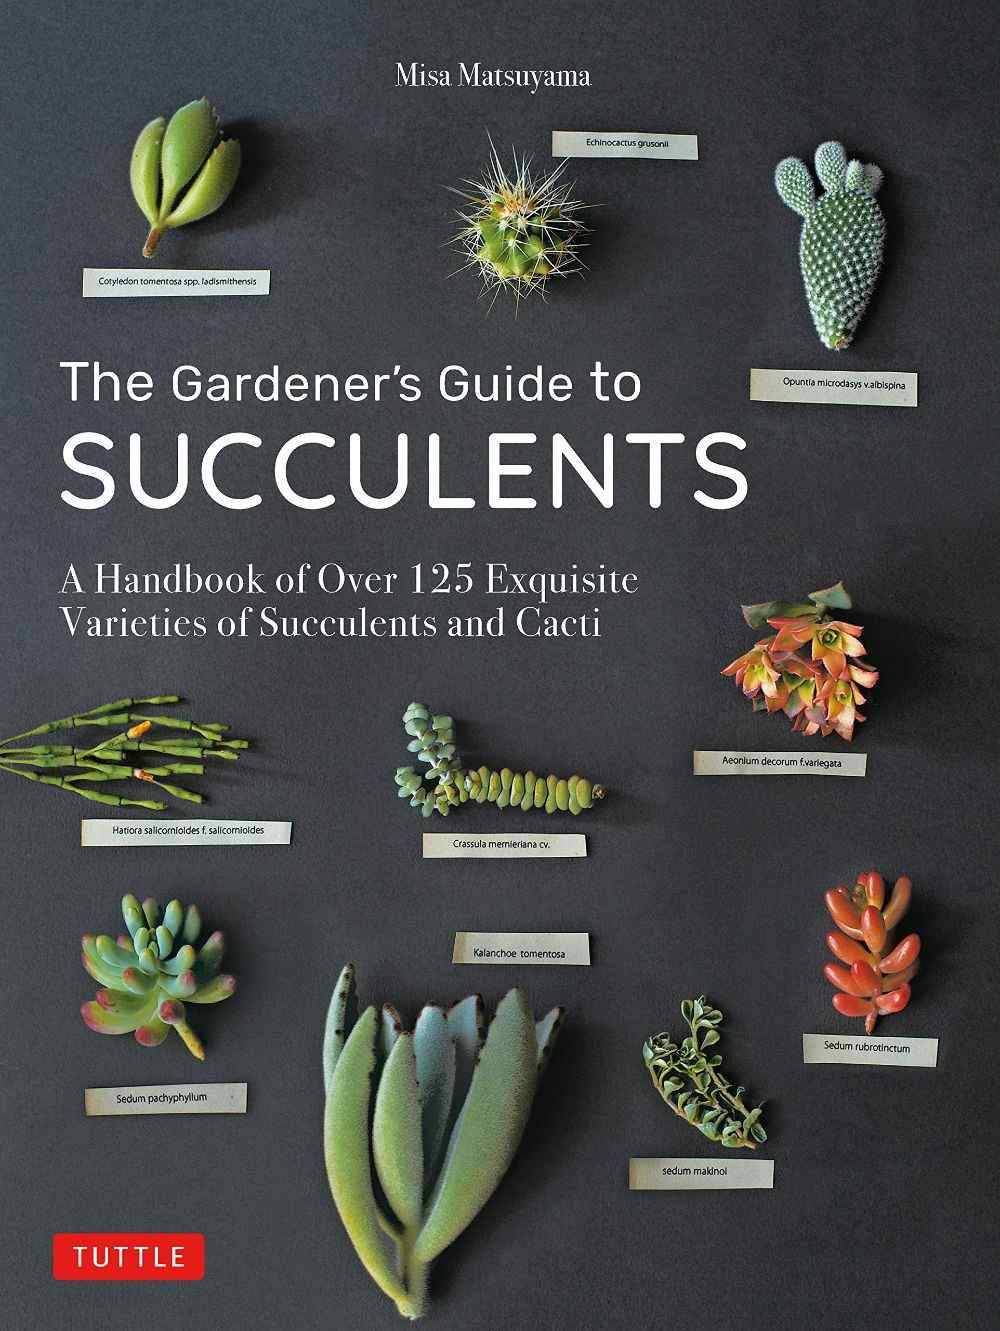 Misa Matsuyama
Echinocactus grusonii
Cotyledon tomentosa spp. ladismithensis
Opuntia microdasys v.albispina
The Gardener's Guide to
SUCCULENTS
A Handbook of Over 125 Exquisite
Varieties of Succulents and Cacti
Aeonium decorum f.variegata
Hatiora salicornioides f. salicornioides
Crassula mernieriana cv.
Kalanchoe tomentosa
Sedum rubrotinctum
Sedum pachyphyllum
sedum makinoi
TUTTLE